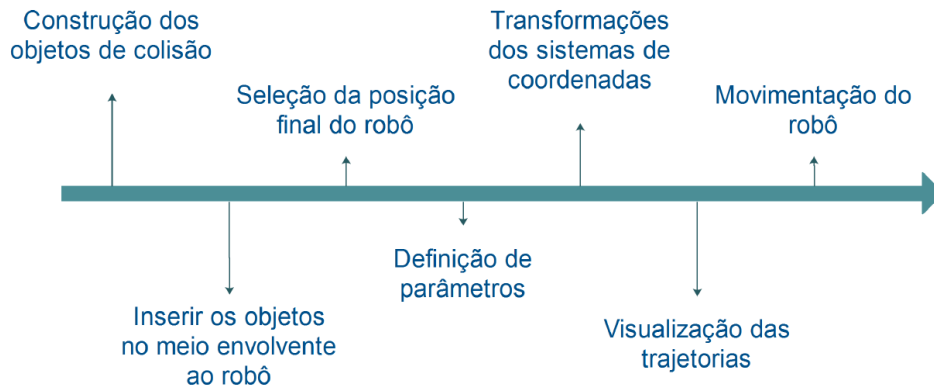 Construção dos
objetos de colisão
Inserir os objetos
no meio envolvente
ao robô
Seleção da posição
final do robô
Definição de
parâmetros
Transformações
dos sistemas de
coordenadas
Visualização das
trajetorias
Movimentação do
robô